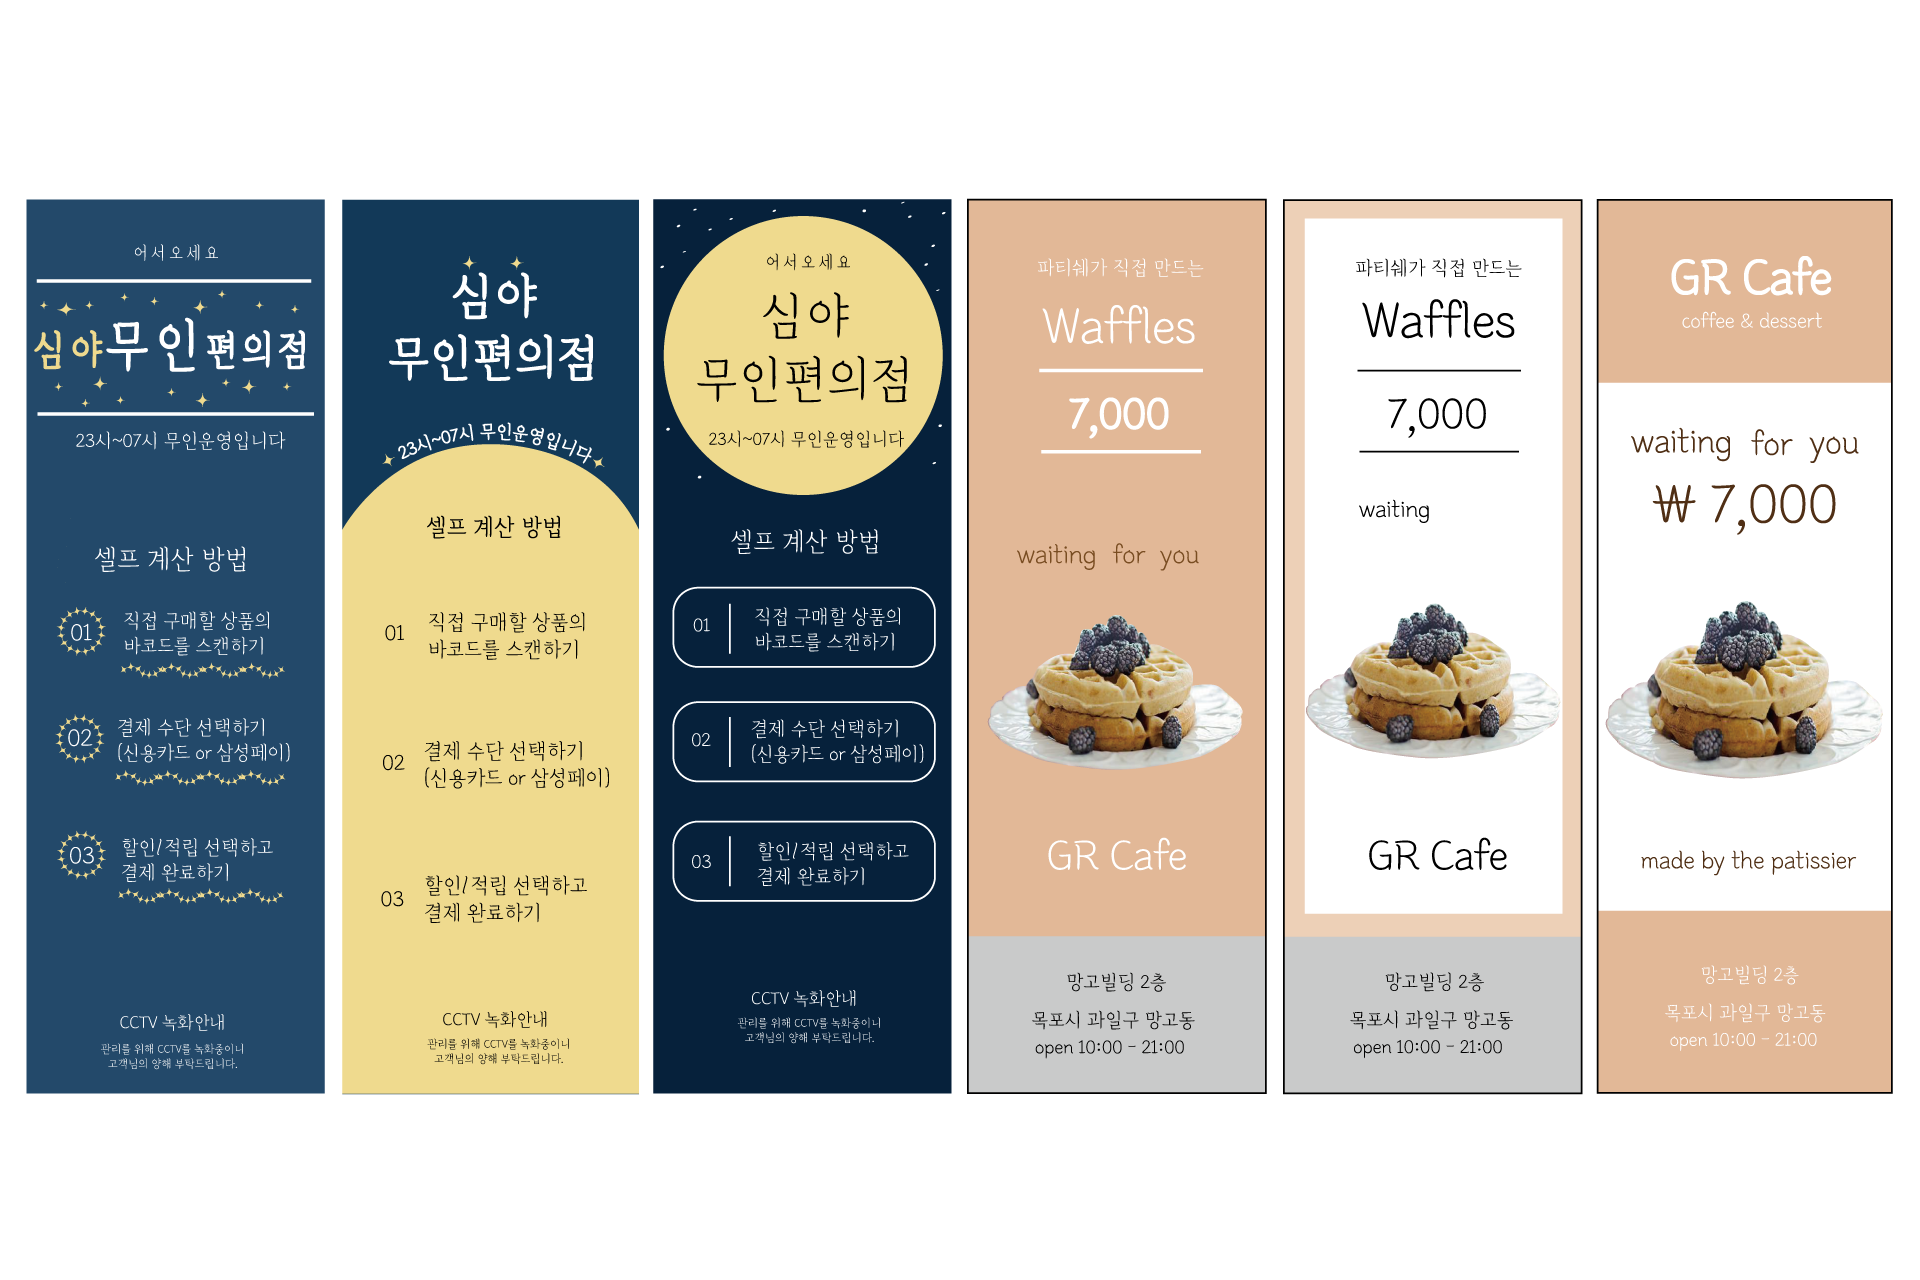 어서오세요
심야무인편의점
23시~07시 무인운영입니다
셀프 계산 방법
01
직접 구매할 상품의
바코드를 스캔하기
02
결제 수단 선택하기
(신용카드 or 삼성페이)
03
할인/적립 선택하고
결제 완료하기
CCTV 녹화안내
관리를 위해 CCTV를 녹화중이니
고객님의 양해 부탁드립니다.
심야
무인편의점
23시~07시 무인운영입니다
셀프 계산 방법
01
직접 구매할 상품의
바코드를 스캔하기
02
결제 수단 선택하기
(신용카드 or 삼성페이)
03
할인/적립 선택하고
결제 완료하기
CCTV 녹화안내
관리를 위해 CCTV를 녹화중이니
고객님의 양해 부탁드립니다.
어서오세요
심야
무인편의점
23시~07시 무인운영입니다
셀프 계산 방법
01
직접 구매할 상품의
바코드를 스캔하기
02
결제 수단 선택하기
(신용카드 or 삼성페이)
03
할인/적립 선택하고
결제 완료하기
CCTV 녹화안내
관리를 위해 CCTV를 녹화중이니
고객님의 양해 부탁드립니다.
파티쉐가 직접 만드는
Waffles
7,000
waiting for you
GR Cafe
망고빌딩 2층
목포시 과일구 망고동
open 10:00 - 21:00
파티쉐가 직접 만드는
Waffles
7,000
waiting
GR Cafe
망고빌딩 2층
목포시 과일구 망고동
open 10:00 - 21:00
GR Cafe
coffee & dessert
waiting for you
₩ 7,000
made by the patissier
망고빌딩 2층
목포시 과일구 망고동
open 10:00 - 21:00